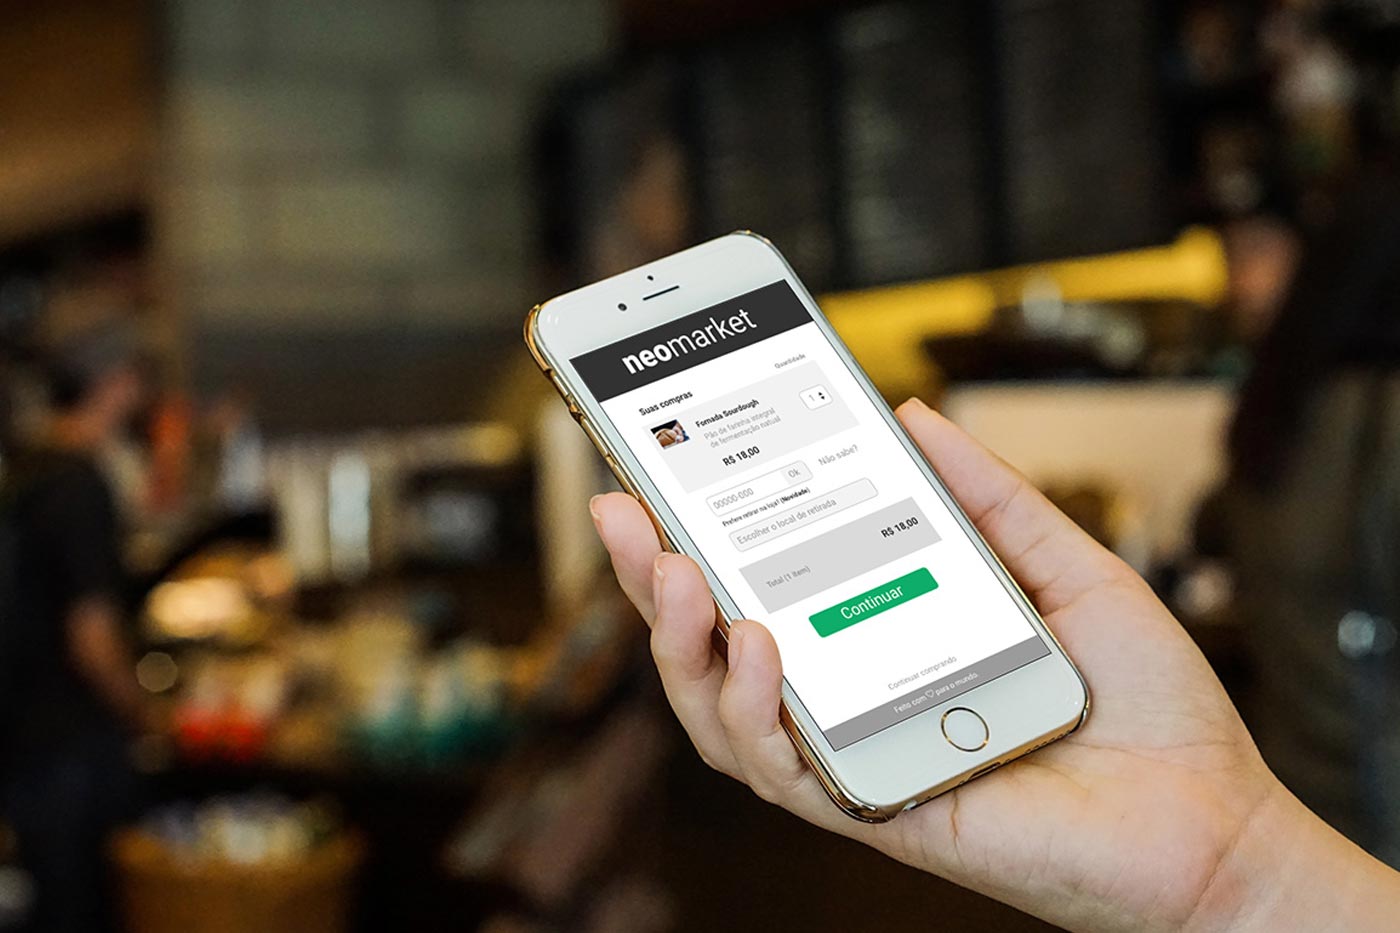 neomarket
Quantidade
Suas compras
Fornada Sourdough
1
Pão de farinha integral
de fermentação natual
R$ 18,00
00000-000
Ok
Não sabe?
Prefere retirar na loja? (Novidade)
Escolher o local de retirada
R$ 18,00
Total (1 item)
Continuar
Continuar comprando
Feito com ♡ para o mundo